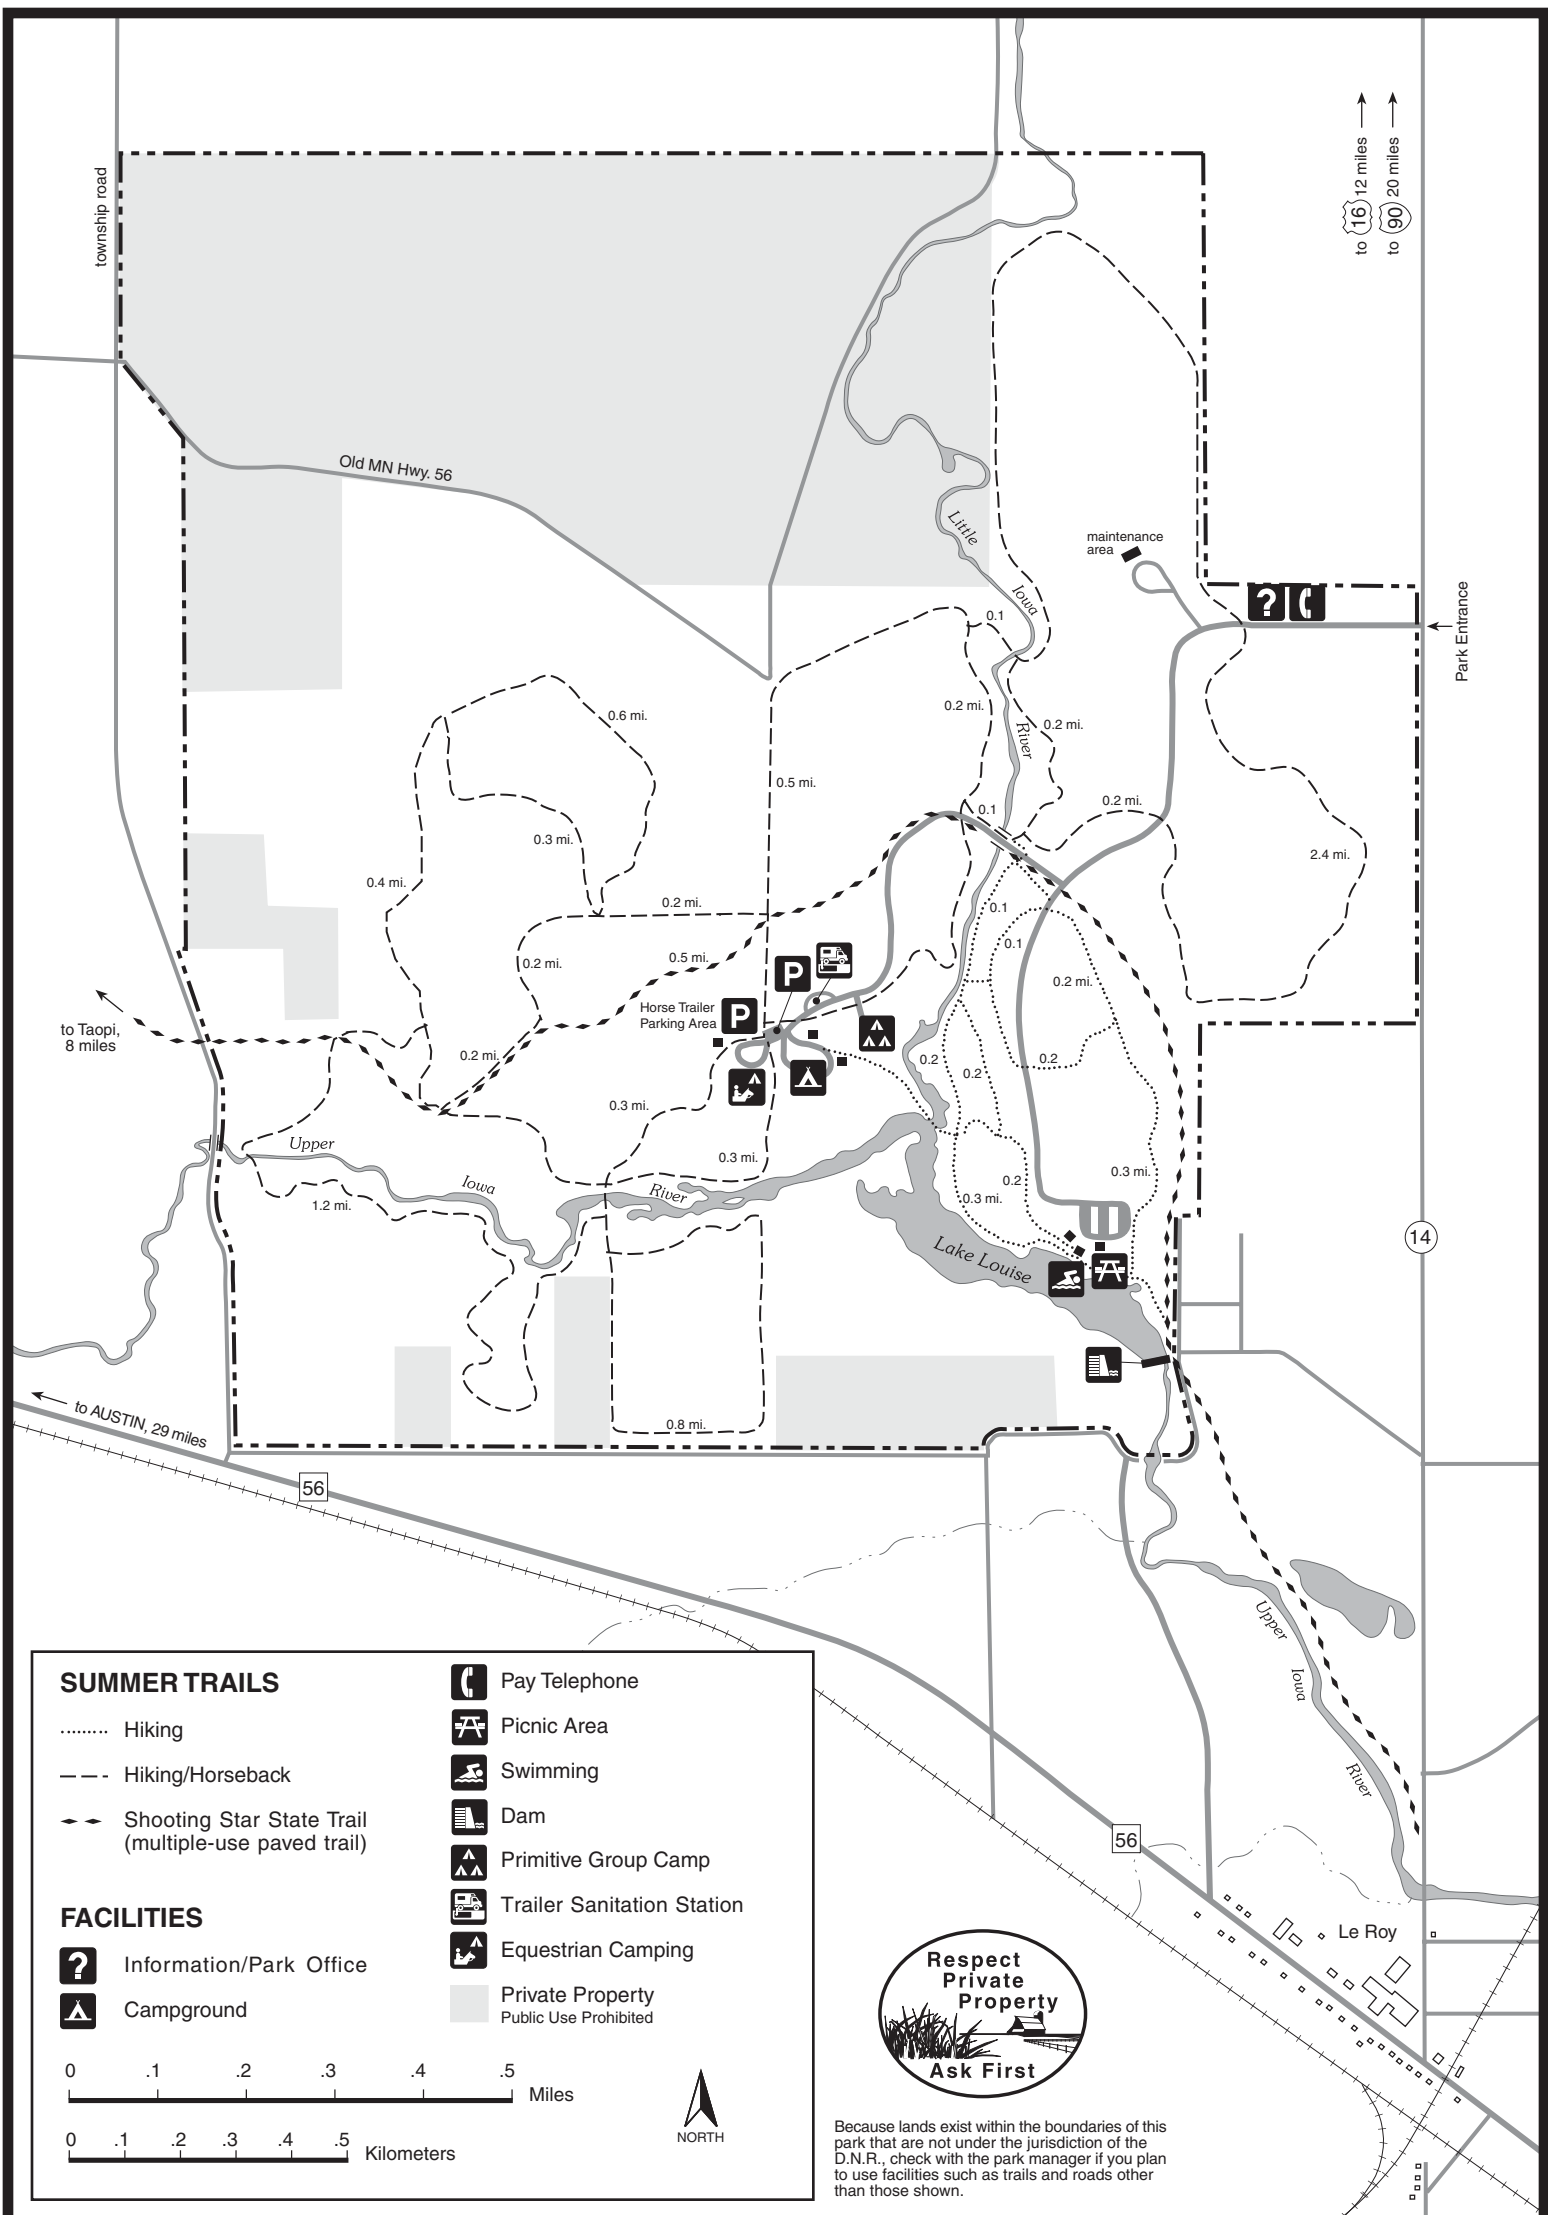 to 16 12 miles
to 90 20 miles
township road
Old MN Hwy. 56
Little
Iowa
River
maintenance
area
?
Park Entrance
0.1
0.2 mi.
0.2 mi.
0.6 mi.
0.5 mi.
0.3 mi.
0.1
0.2 mi.
2.4 mi.
0.4 mi.
0.2 mi.
0.1
0.1
0.2 mi.
0.5 mi.
0.2 mi.
P
Horse Trailer
Parking Area
P
to Taopi,
8 miles
0.2 mi.
0.2
0.2
0.2
0.3 mi.
0.3 mi.
0.3 mi.
0.2
0.3 mi.
Upper
Iowa
River
1.2 mi.
Lake Louise
14
0.8 mi.
to AUSTIN, 29 miles
56
Upper
Iowa
River
56
Le Roy
SUMMER TRAILS
Hiking
Hiking/Horseback
Shooting Star State Trail
(multiple-use paved trail)
FACILITIES
? Information/Park Office
Campground
Pay Telephone
Picnic Area
Swimming
Dam
Primitive Group Camp
Trailer Sanitation Station
Equestrian Camping
Private Property
Public Use Prohibited
0 .1 .2 .3 .4 .5
Miles
0 .1 .2 .3 .4 .5
Kilometers
NORTH
Respect
Private
Property
Ask First
Because lands exist within the boundaries of this
park that are not under the jurisdiction of the
D.N.R., check with the park manager if you plan
to use facilities such as trails and roads other
than those shown.